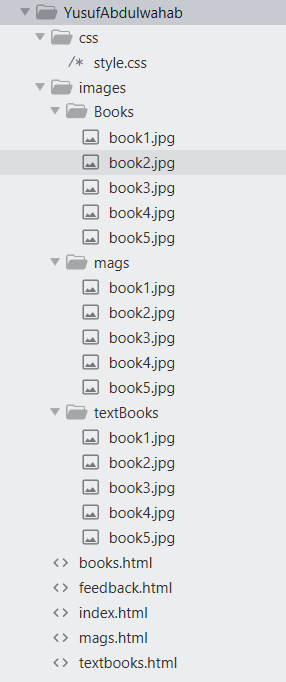 YusufAbdulwahab
css
/* style.css
images
Books
book1.jpg
book2.jpg
book3.jpg
book4.jpg
book5.jpg
mags
book1.jpg
book2.jpg
book3.jpg
book4.jpg
book5.jpg
textBooks
book1.jpg
book2.jpg
book3.jpg
book4.jpg
book5.jpg
<> books.html
<> feedback.html
<> index.html
<> mags.html
<> textbooks.html